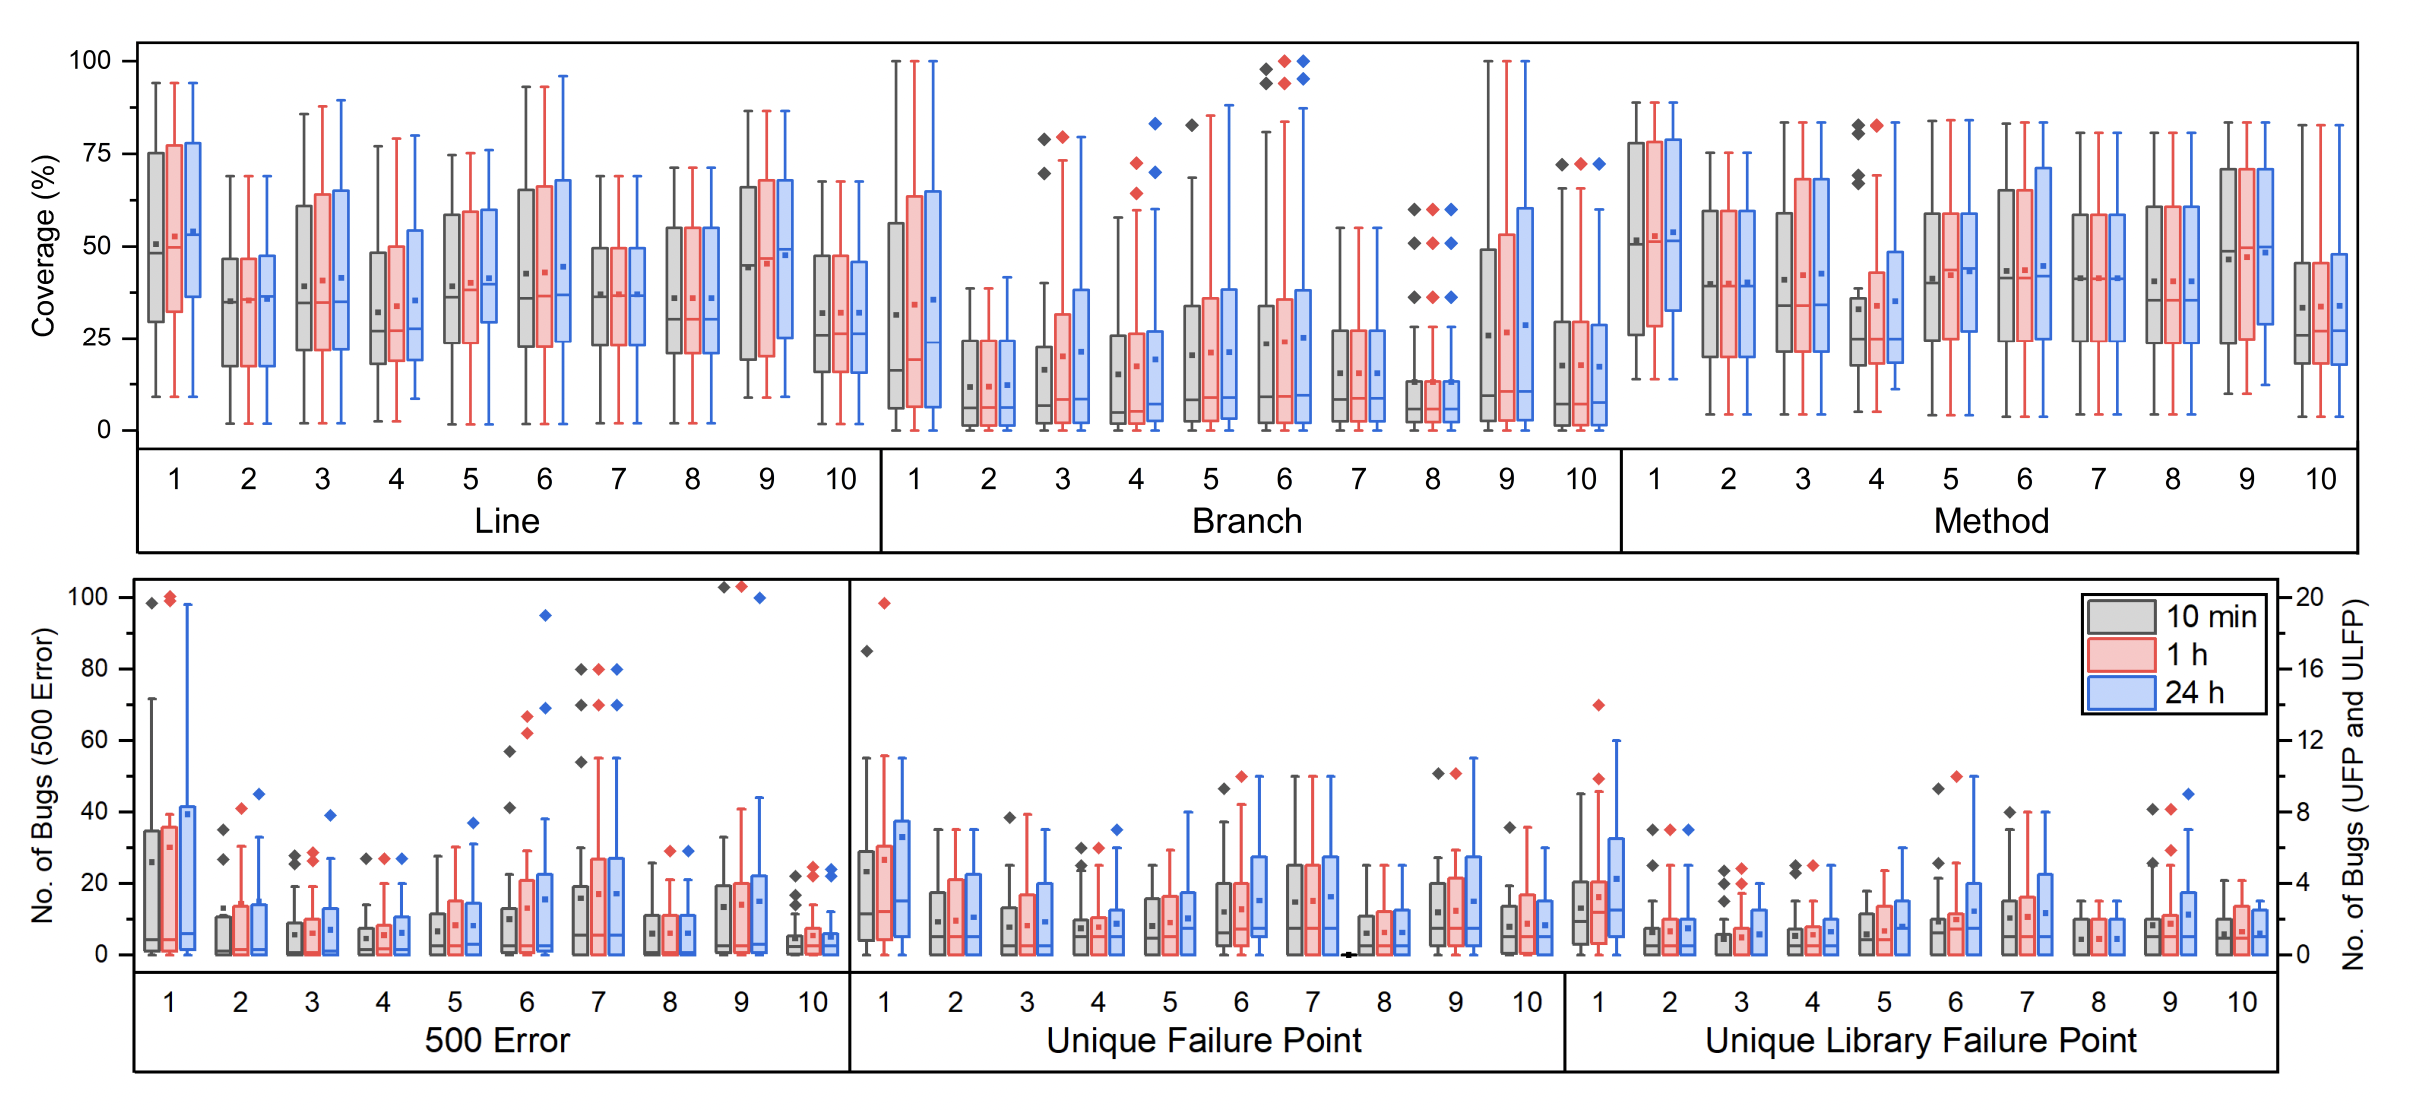 Coverage (%)
100
75
50
25
0
1 2 3 4 5 6 7 8 9 10 1 2 3 4 5 6 7 8 9 10 1 2 3 4 5 6 7 8 9 10
Line Branch Method
No. of Bugs (500 Error)
100
80
60
40
20
0
10 min
1 h
24 h
20
16
12
8
4
0
No. of Bugs (UFP and ULFP)
1 2 3 4 5 6 7 8 9 10 1 2 3 4 5 6 7 8 9 10 1 2 3 4 5 6 7 8 9 10
500 Error Unique Failure Point Unique Library Failure Point